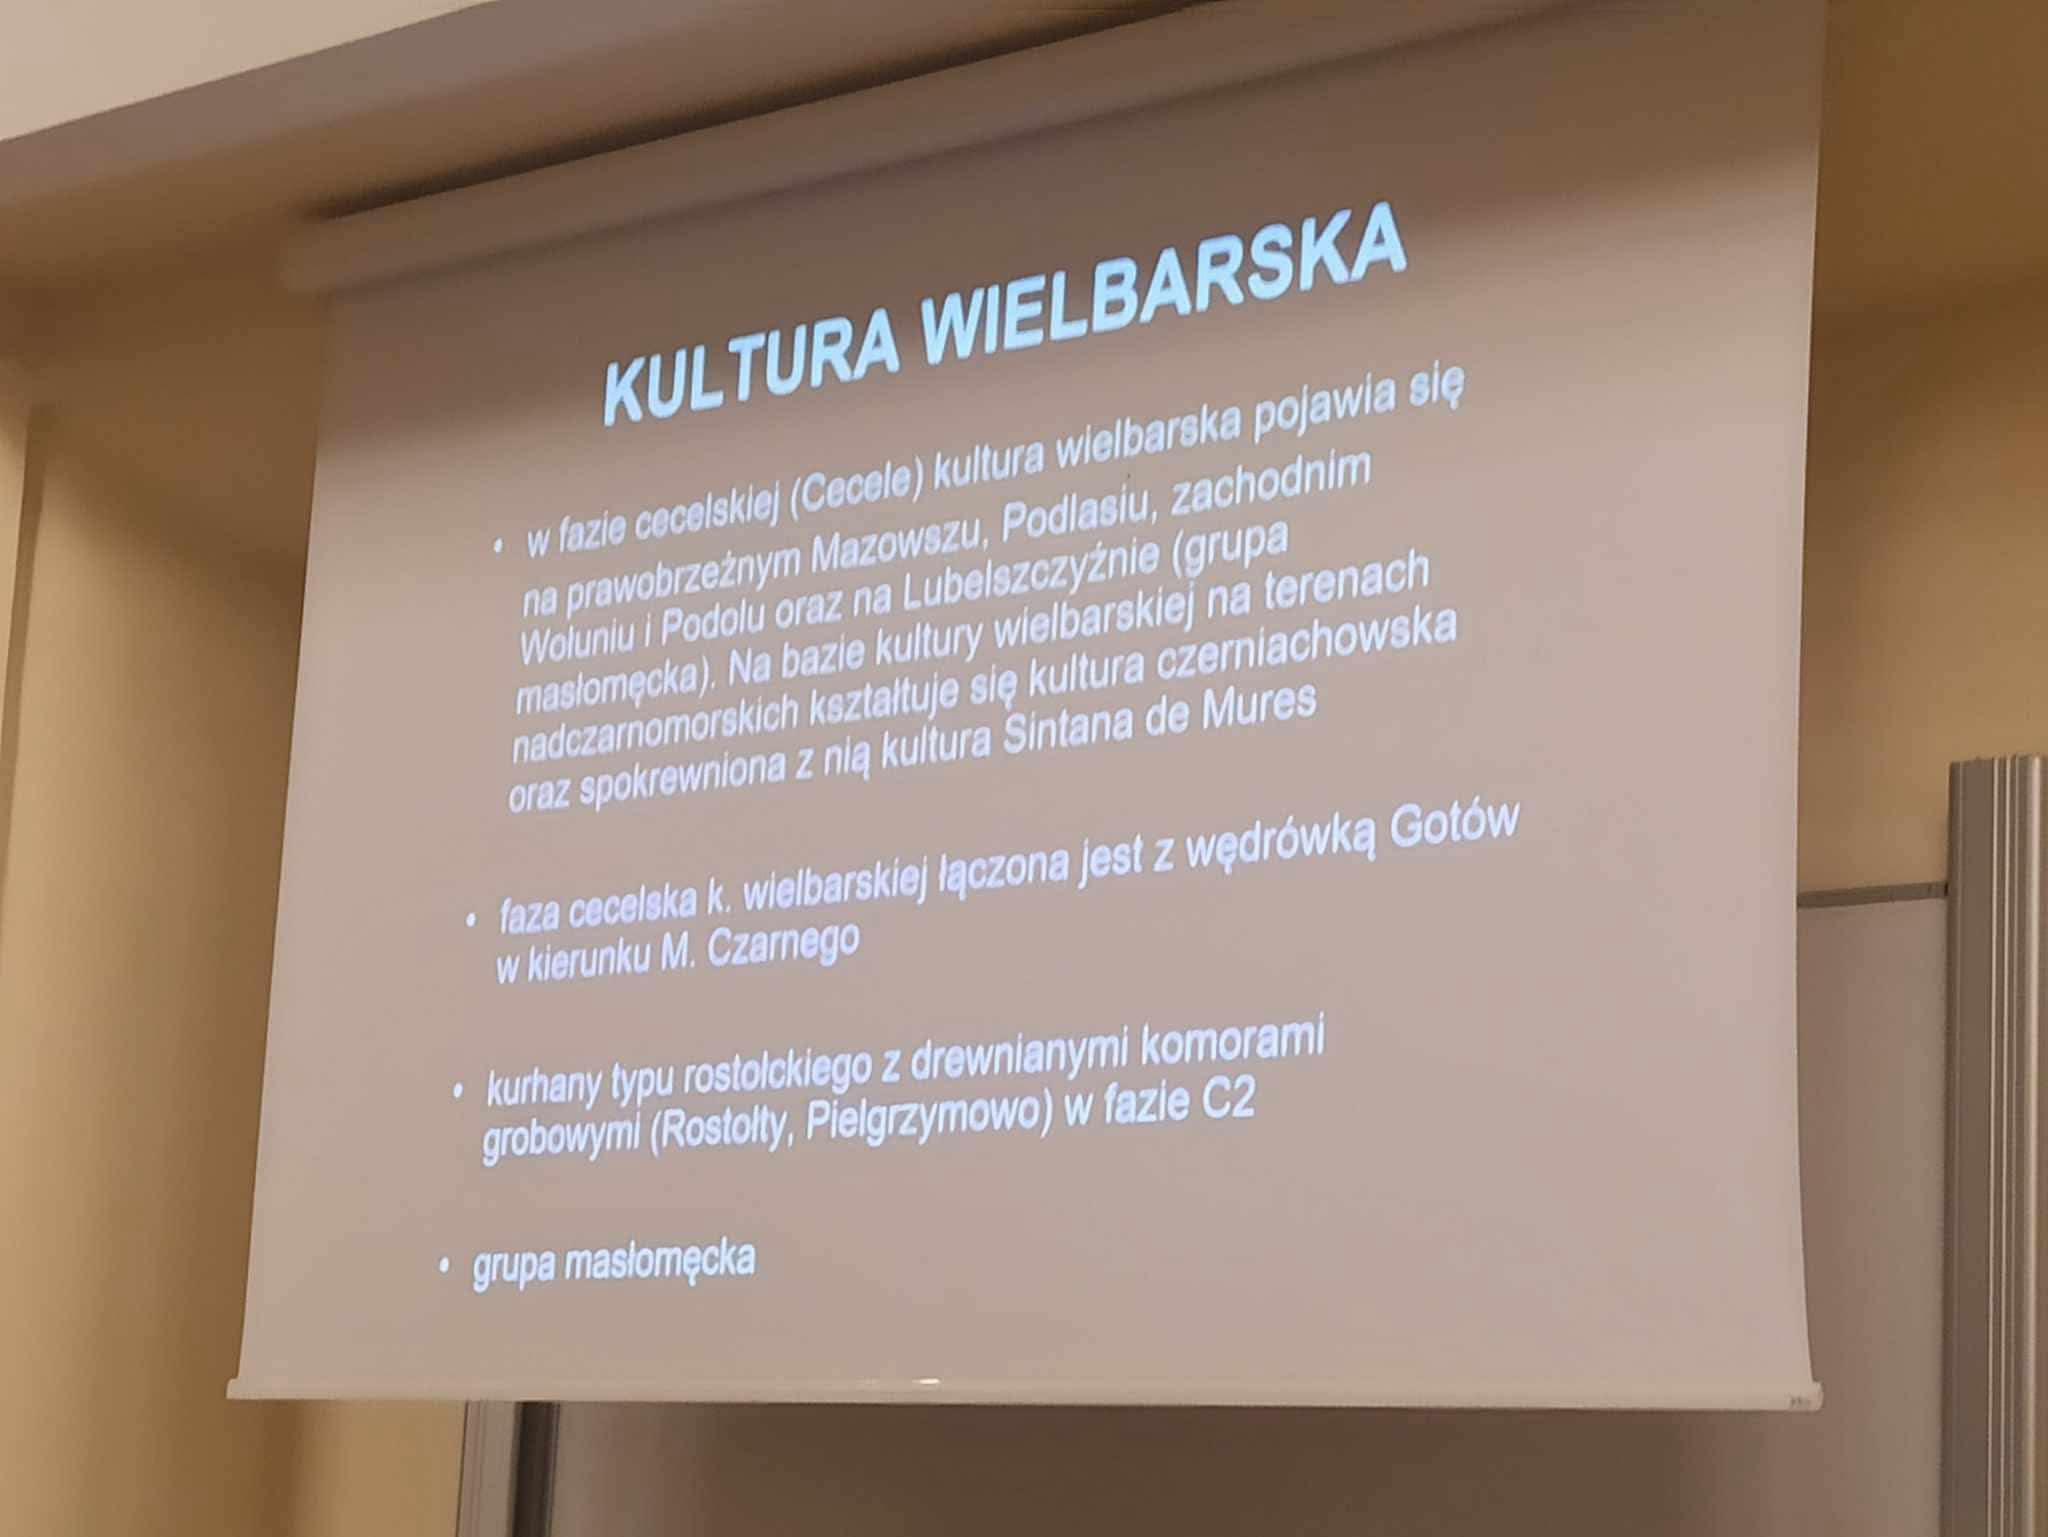 KULTURA WIELBARSKA
• w fazie cecelskiej (Cecele) kultura wielbarska pojawia się
na prawobrzeżnym Mazowszu, Podlasiu, zachodnim
Wołuniu i Podolu oraz na Lubelszczyźnie (grupa
masłomęcka). Na bazie kultury wielbarskiej na terenach
nadczarnomorskich kształtuje się kultura czerniachowska
oraz spokrewniona z nią kultura Sintana de Mures
• faza cecelska k. wielbarskiej łączona jest z wędrówką Gotów
w kierunku M. Czarnego
• kurhany typu rostołckiego z drewnianymi komorami
grobowymi (Rostołty, Pielgrzymowo) w fazie C2
• grupa masłomęcka